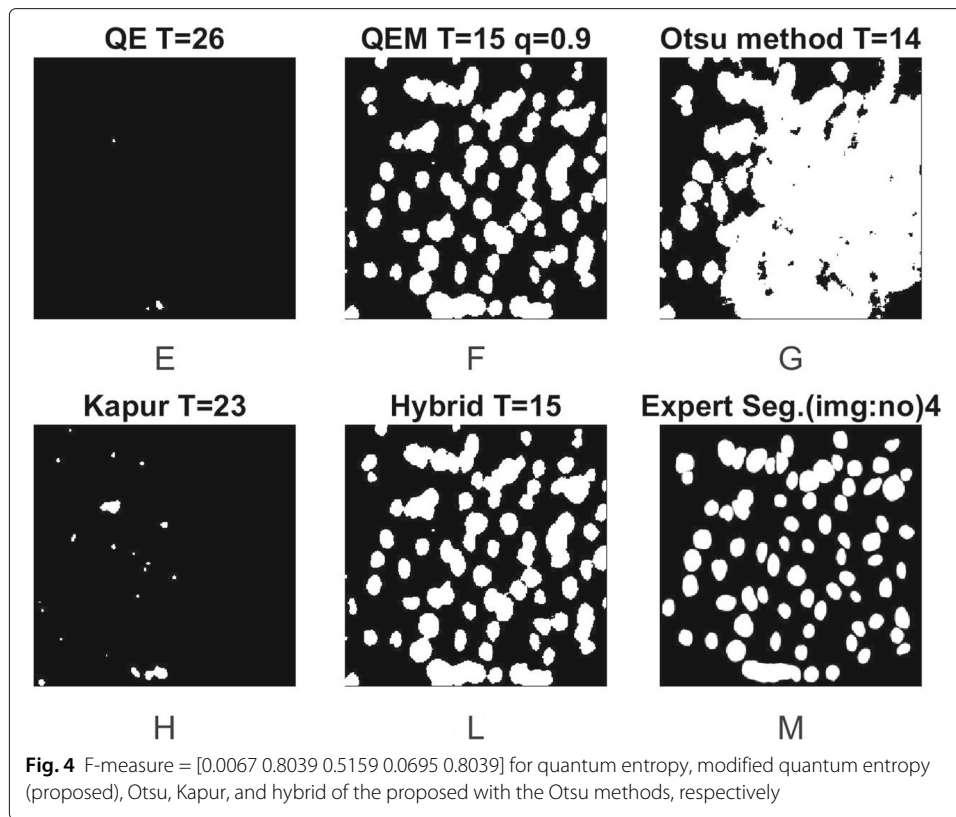 QE T=26
QEM T=15 q=0.9
Otsu method T=14
E
F
G
Kapur T=23
Hybrid T=15
Expert Seg.(img:no)4
H
L
M
Fig. 4 F-measure = [0.0067 0.8039 0.5159 0.0695 0.8039] for quantum entropy, modified quantum entropy
(proposed), Otsu, Kapur, and hybrid of the proposed with the Otsu methods, respectively